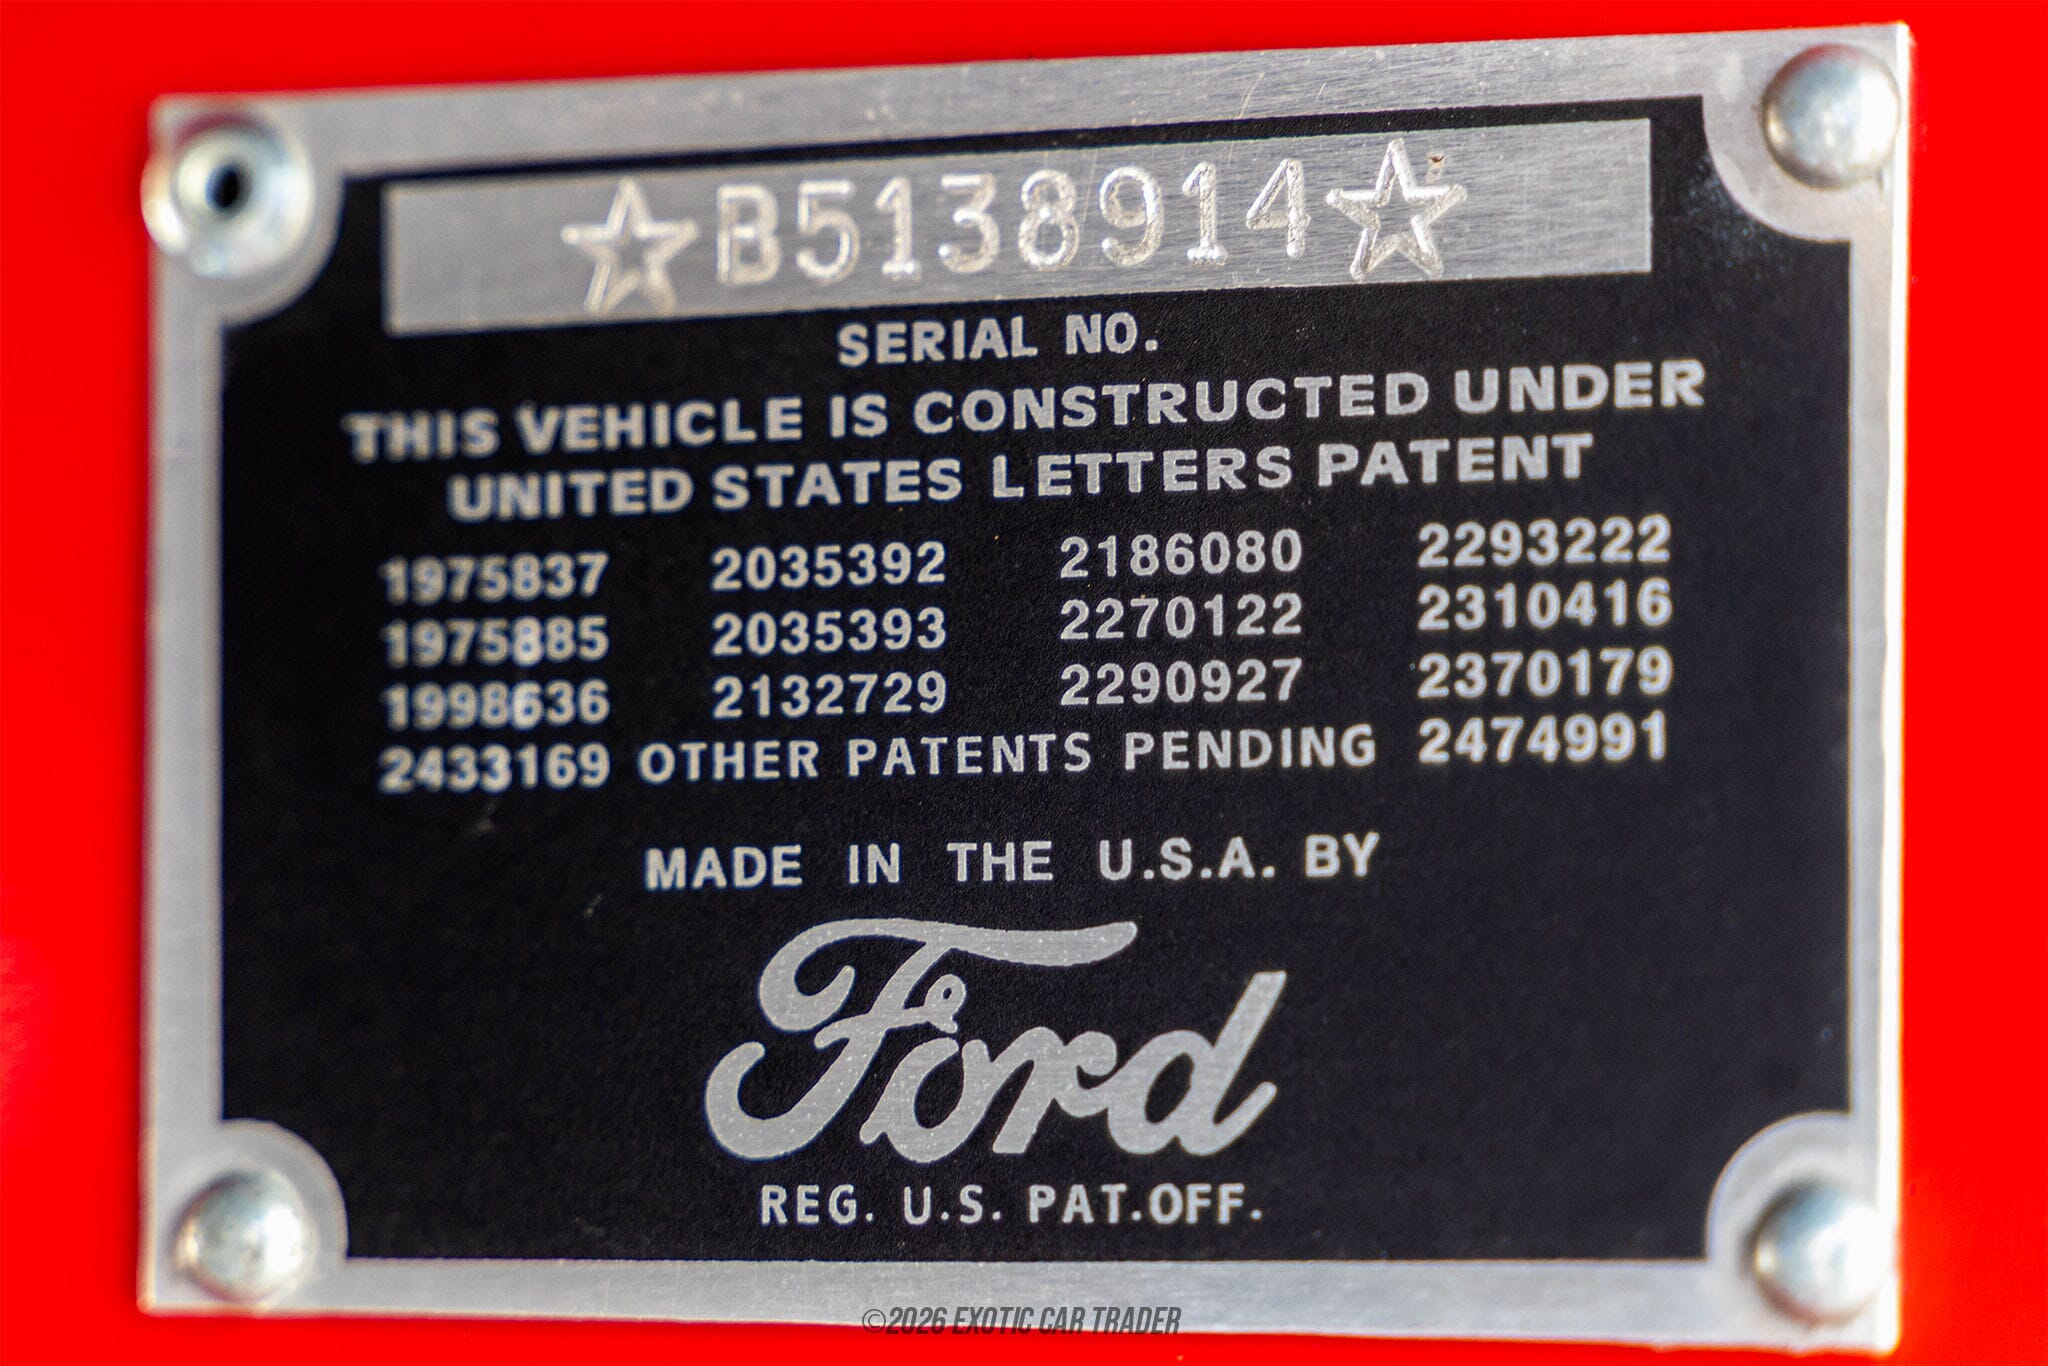 ☆B5138914☆
SERIAL NO.
THIS VEHICLE IS CONSTRUCTED UNDER
UNITED STATES LETTERS PATENT
1975837 2035392 2186080 2293222
1975885 2035393 2270122 2310416
1998636 2132729 2290927 2370179
2433169 OTHER PATENTS PENDING 2474991
MADE IN THE U.S.A. BY
Ford
REG. U.S. PAT. OFF.
©2026 EXOTIC CAR TRADER